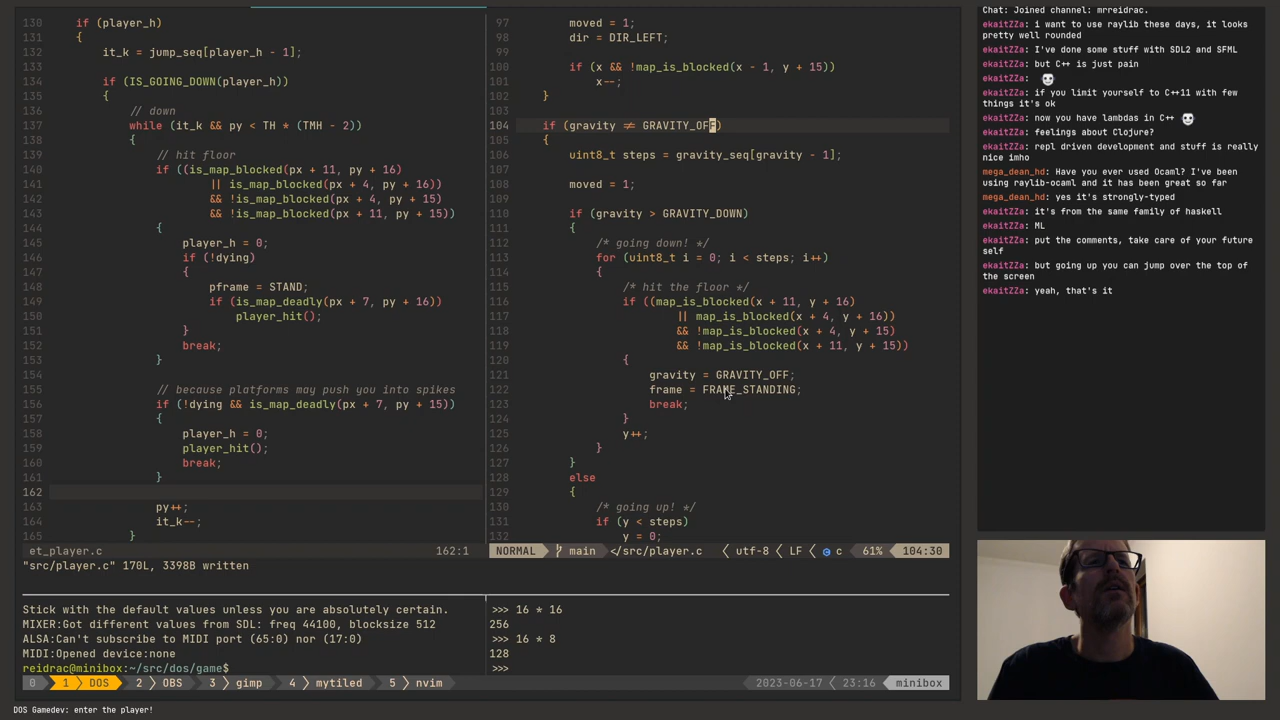 130 if (player_h)
131 {
132 it_k = jump_seq[player_h - 1];
133
134 if (IS_GOING_DOWN(player_h))
135 {
136 // down
137 while (it_k && py < TH * (TMH - 2))
138 {
139 // hit floor
140 if ((is_map_blocked(px + 11, py + 16)
141 || is_map_blocked(px + 4, py + 16))
142 && !is_map_blocked(px + 4, py + 15)
143 && !is_map_blocked(px + 11, py + 15))
144 {
145 player_h = 0;
146 if (!dying)
147 {
148 pframe = STAND;
149 if (is_map_deadly(px + 7, py + 16))
150 player_hit();
151 }
152 break;
153 }
154
155 // because platforms may push you into spikes
156 if (!dying && is_map_deadly(px + 7, py + 15))
157 {
158 player_h = 0;
159 player_hit();
160 break;
161 }
162
163 py++;
164 it_k--;
165 }
et_player.c 162:1
"src/player.c" 170L, 3398B written
97 moved = 1;
98 dir = DIR_LEFT;
99
100 if (x && !map_is_blocked(x - 1, y + 15))
101 x--;
102 }
103
104 if (gravity ≠ GRAVITY_OFF)
105 {
106 uint8_t steps = gravity_seq[gravity - 1];
107
108 moved = 1;
109
110 if (gravity > GRAVITY_DOWN)
111 {
112 /* going down! */
113 for (uint8_t i = 0; i < steps; i++)
114 {
115 /* hit the floor */
116 if ((map_is_blocked(x + 11, y + 16)
117 || map_is_blocked(x + 4, y + 16))
118 && !map_is_blocked(x + 4, y + 15)
119 && !map_is_blocked(x + 11, y + 15))
120 {
121 gravity = GRAVITY_OFF;
122 frame = FRAME_STANDING;
123 break;
124 }
125 y++;
126 }
127 }
128 else
129 {
130 /* going up! */
131 if (y < steps)
132 y = 0;
NORMAL main </src/player.c utf-8 < LF < c 61% 104:30
Stick with the default values unless you are absolutely certain.
MIXER:Got different values from SDL: freq 44100, blocksize 512
ALSA:Can't subscribe to MIDI port (65:0) nor (17:0)
MIDI:Opened device:none
reidrac@minibox:~/src/dos/game$
>>> 16 * 16
256
>>> 16 * 8
128
>>>
0 1 DOS 2 OBS 3 gimp 4 mytiled 5 nvim 2023-06-17 23:16 minibox
DOS Gamedev: enter the player!
Chat: Joined channel: mrreidrac.
ekaitZZa: i want to use raylib these days, it looks
pretty well rounded
ekaitZZa: I've done some stuff with SDL2 and SFML
ekaitZZa: but C++ is just pain
ekaitZZa:
ekaitZZa: if you limit yourself to C++11 with few
things it's ok
ekaitZZa: now you have lambdas in C++
ekaitZZa: feelings about Clojure?
ekaitZZa: repl driven development and stuff is really
nice imho
mega_dean_hd: Have you ever used Ocaml? I've been
using raylib-ocaml and it has been great so far
mega_dean_hd: yes it's strongly-typed
ekaitZZa: it's from the same family of haskell
ekaitZZa: ML
ekaitZZa: put the comments, take care of your future
self
ekaitZZa: but going up you can jump over the top of
the screen
ekaitZZa: yeah, that's it